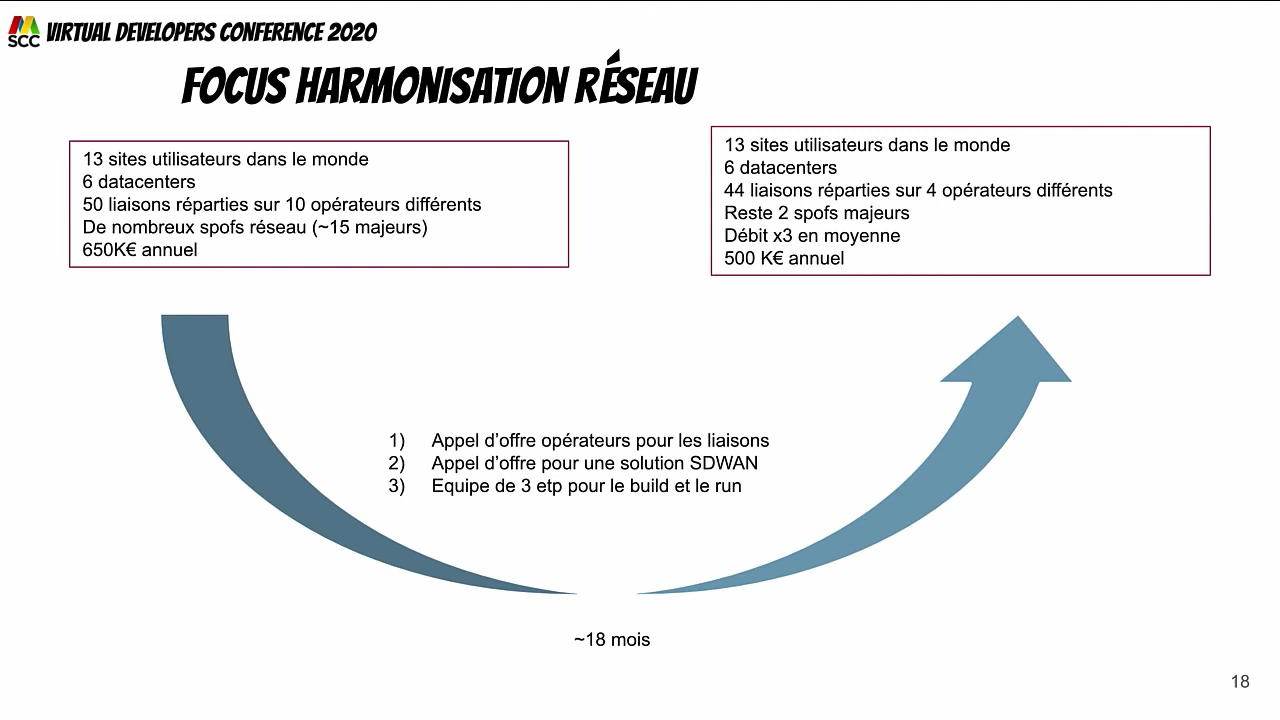 SCC VIRTUAL DEVELOPERS CONFERENCE 2020
FOCUS HARMONISATION RÉSEAU
13 sites utilisateurs dans le monde
6 datacenters
50 liaisons réparties sur 10 opérateurs différents
De nombreux spofs réseau (~15 majeurs)
650K€ annuel
13 sites utilisateurs dans le monde
6 datacenters
44 liaisons réparties sur 4 opérateurs différents
Reste 2 spofs majeurs
Débit x3 en moyenne
500 K€ annuel
1) Appel d’offre opérateurs pour les liaisons
2) Appel d’offre pour une solution SDWAN
3) Equipe de 3 etp pour le build et le run
~18 mois
18